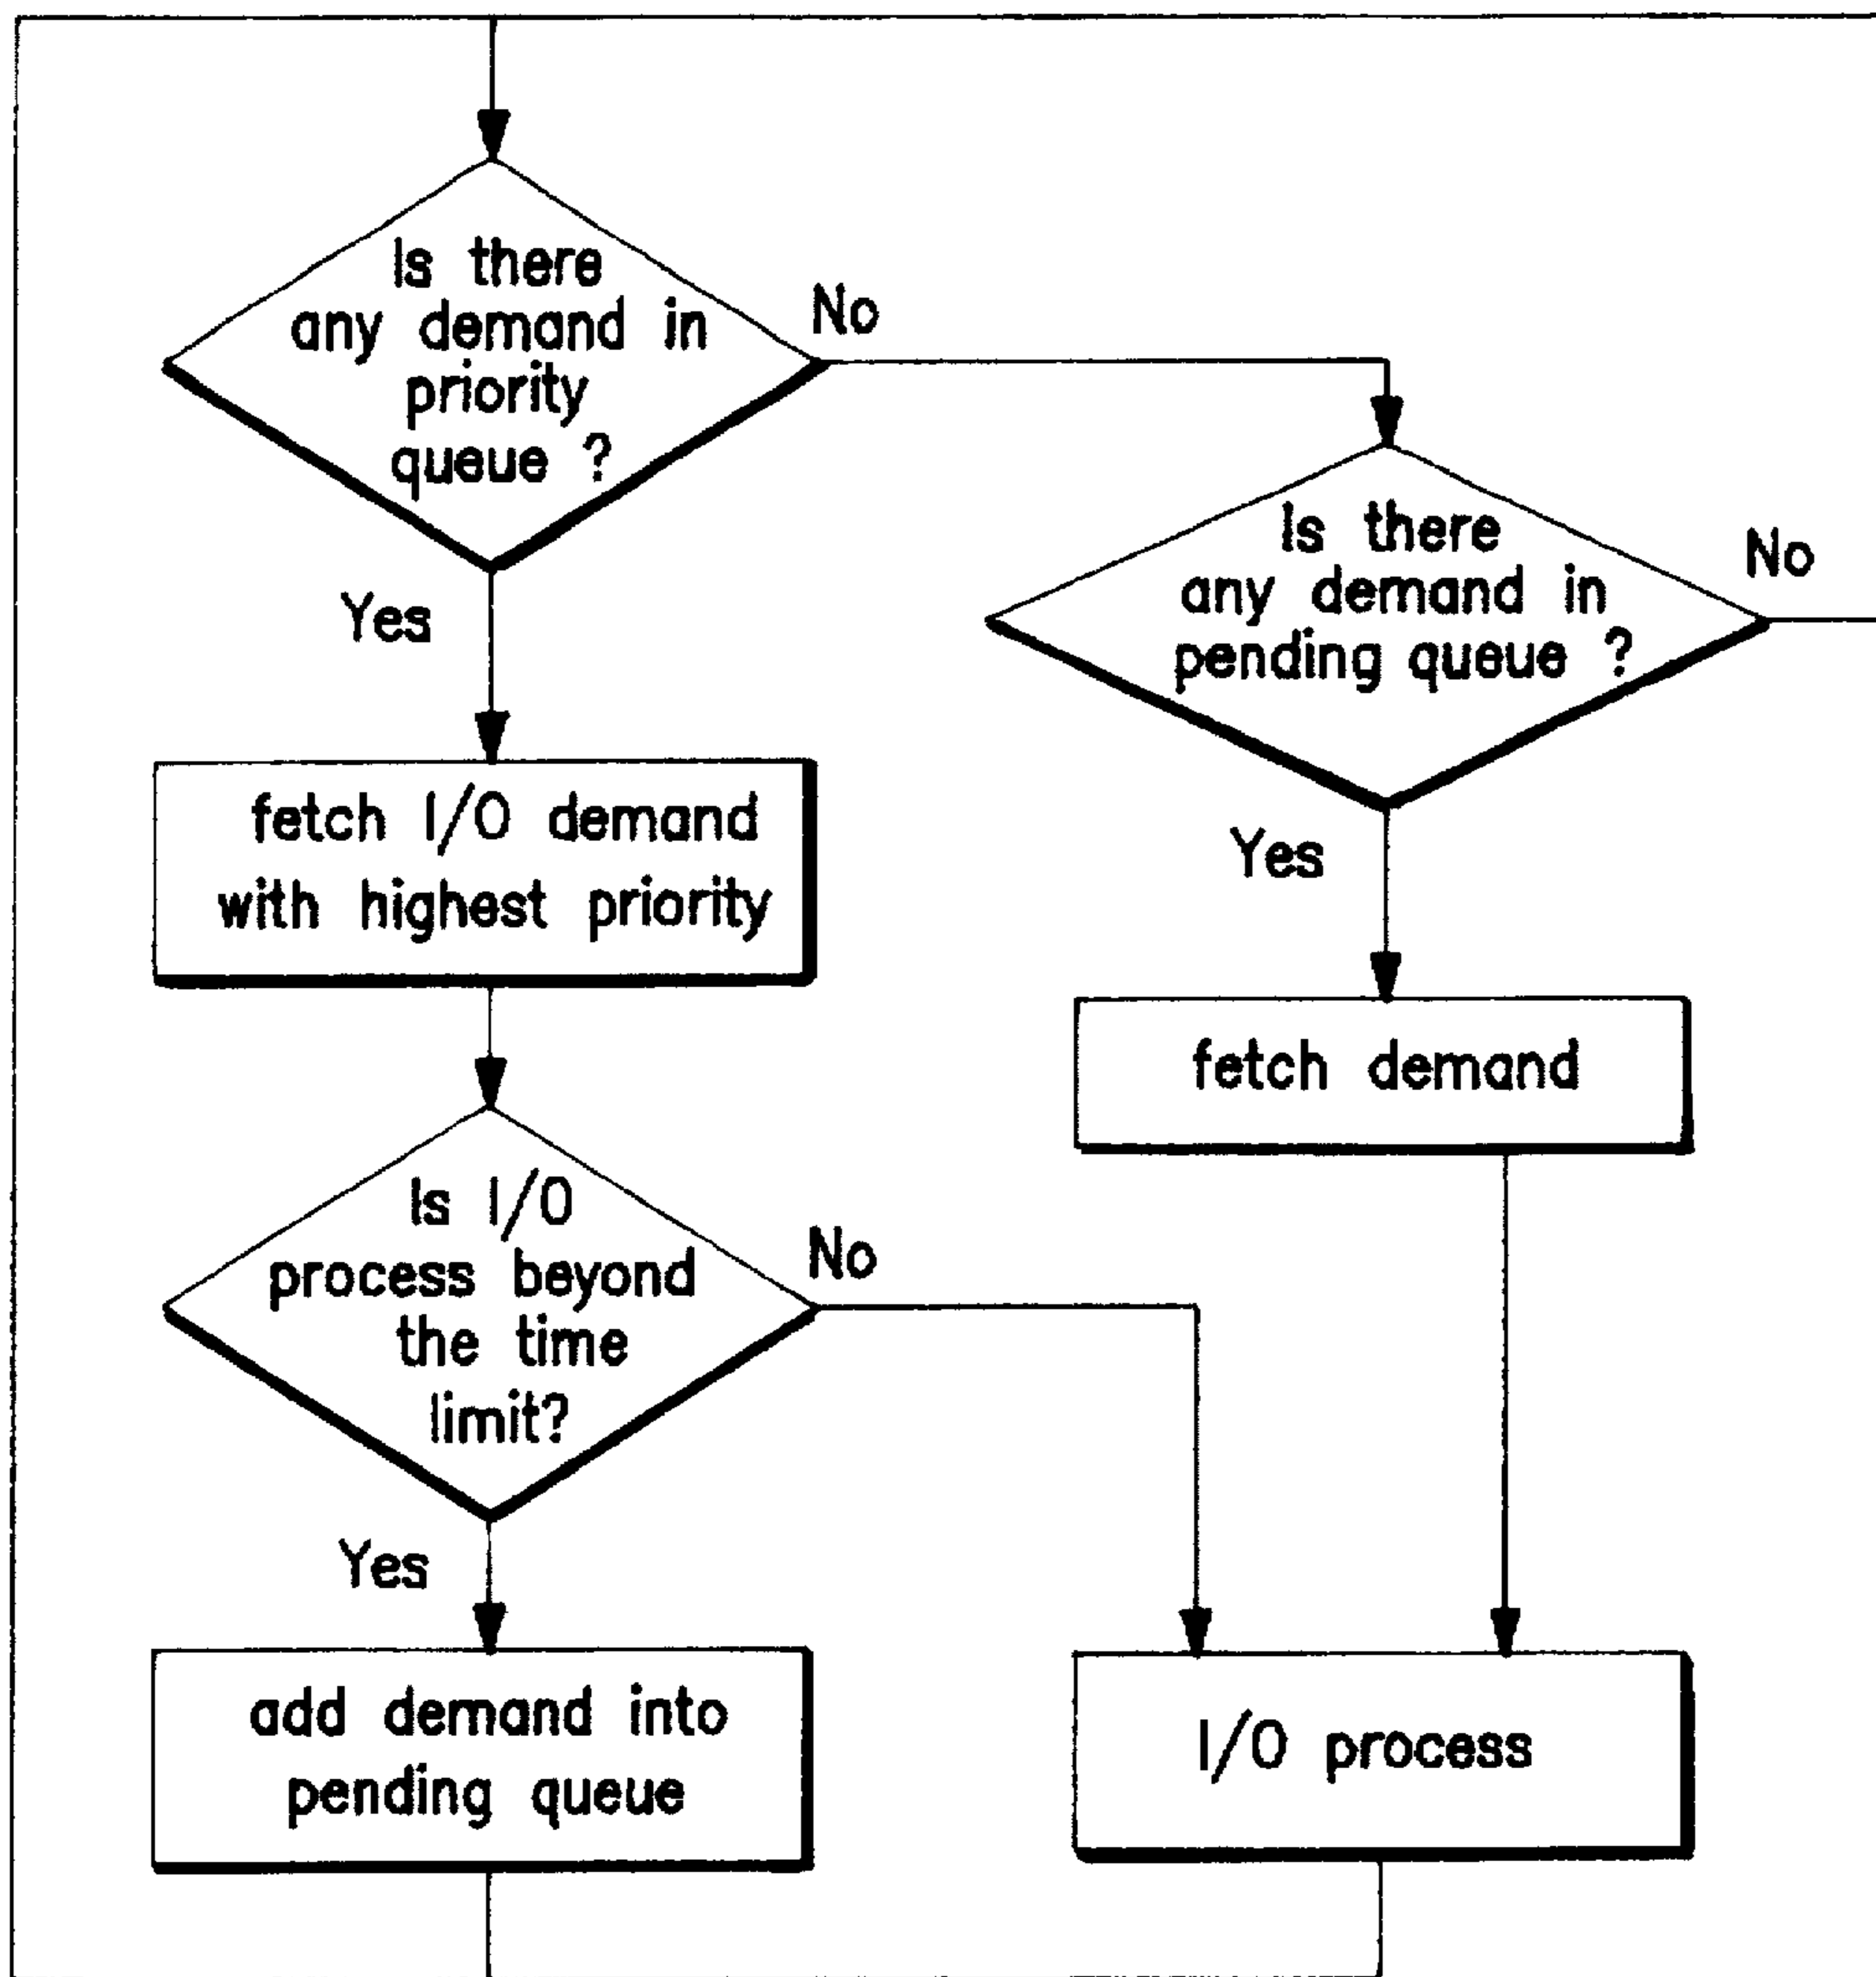 Is there
any demand in
priority
queue ?
No
Yes
Is there
any demand in
pending queue ?
No
Yes
fetch I/O demand
with highest priority
fetch demand
Is I/O
process beyond
the time
limit?
No
Yes
add demand into
pending queue
I/O process